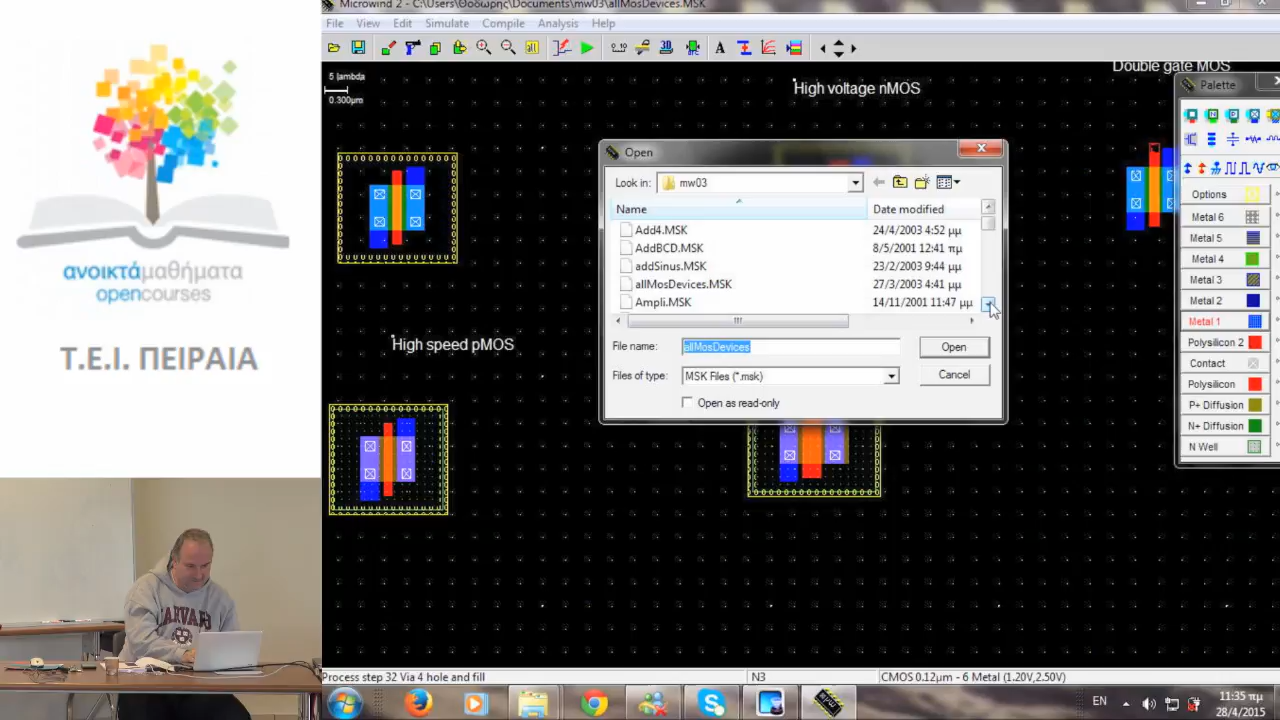 Microwind 2 - C:\Users\Θοδωρής\Documents\mw03\allMosDevices.MSK
File View Edit Simulate Compile Analysis Help
5 lambda
0.300µm
High voltage nMOS
Double gate MOS
High speed pMOS
Palette
Options
Metal 6
Metal 5
Metal 4
Metal 3
Metal 2
Metal 1
Polysilicon 2
Contact
Polysilicon
P+ Diffusion
N+ Diffusion
N Well
Open
Look in: mw03
Name Date modified
Add4.MSK 24/4/2003 4:52 μμ
AddBCD.MSK 8/5/2001 12:41 πμ
addSinus.MSK 23/2/2003 9:44 μμ
allMosDevices.MSK 27/3/2003 4:41 μμ
Ampli.MSK 14/11/2001 11:47 μμ
File name: allMosDevices Open
Files of type: MSK Files (*.msk) Cancel
Open as read-only
ανοικτάμαθήματα
opencourses
Τ.Ε.Ι. ΠΕΙΡΑΙΑ
HARVARD
Process step 32 Via 4 hole and fill N3 CMOS 0.12µm - 6 Metal (1.20V,2.50V)
EN
11:35 πμ
28/4/2015